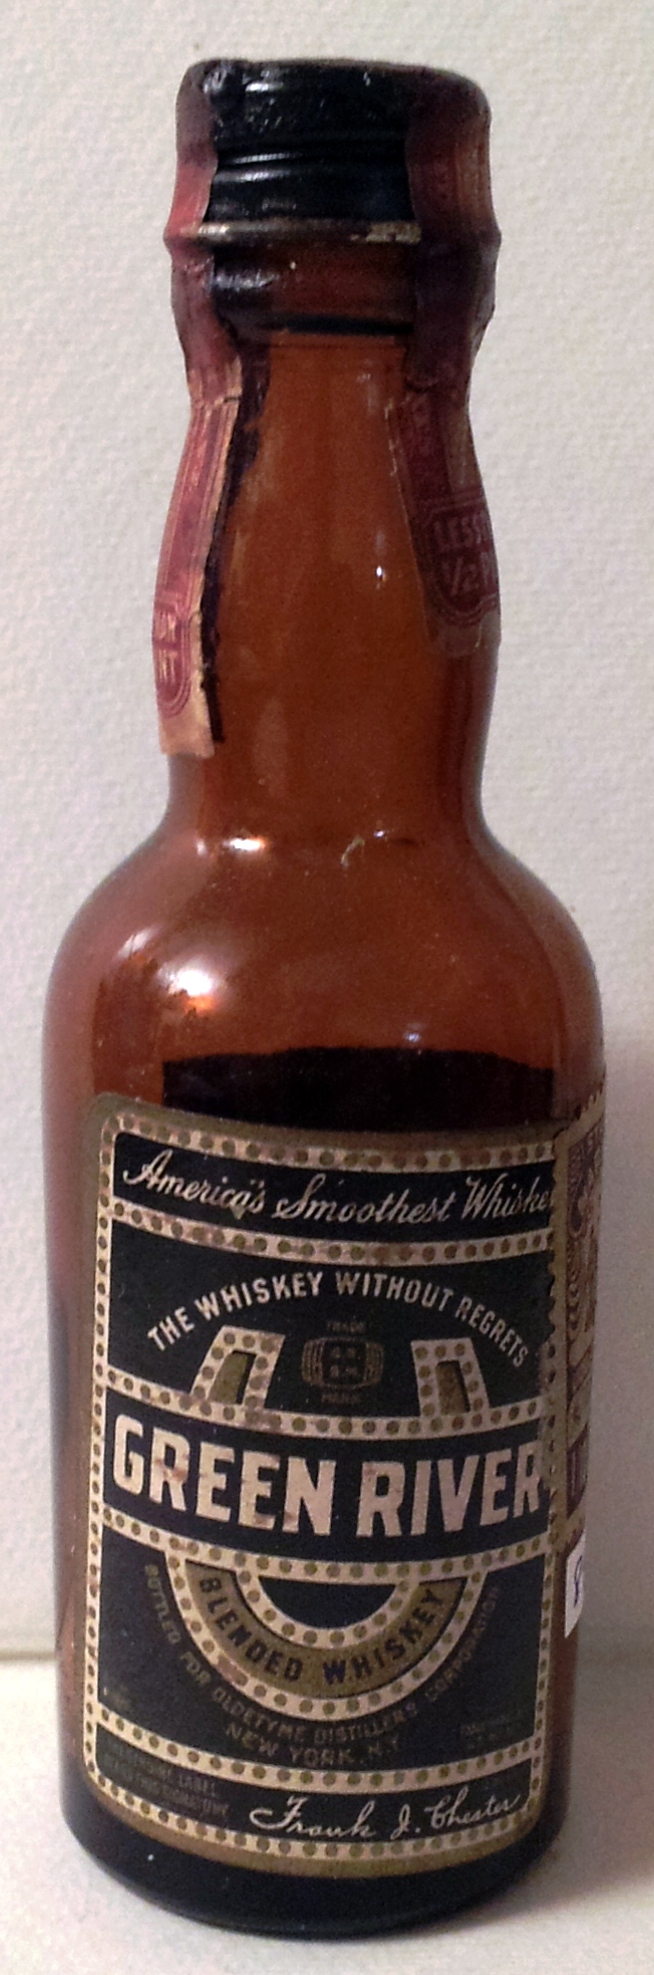 LESS
1/2
America's Smoothest Whiske
THE WHISKEY WITHOUT REGRETS
TRADE
MARK
GREEN RIVER
BLENDED WHISKEY
BOTTLED FOR OLDETYME DISTILLERS CORPORATION
NEW YORK, N.Y.
Frank J. Chester